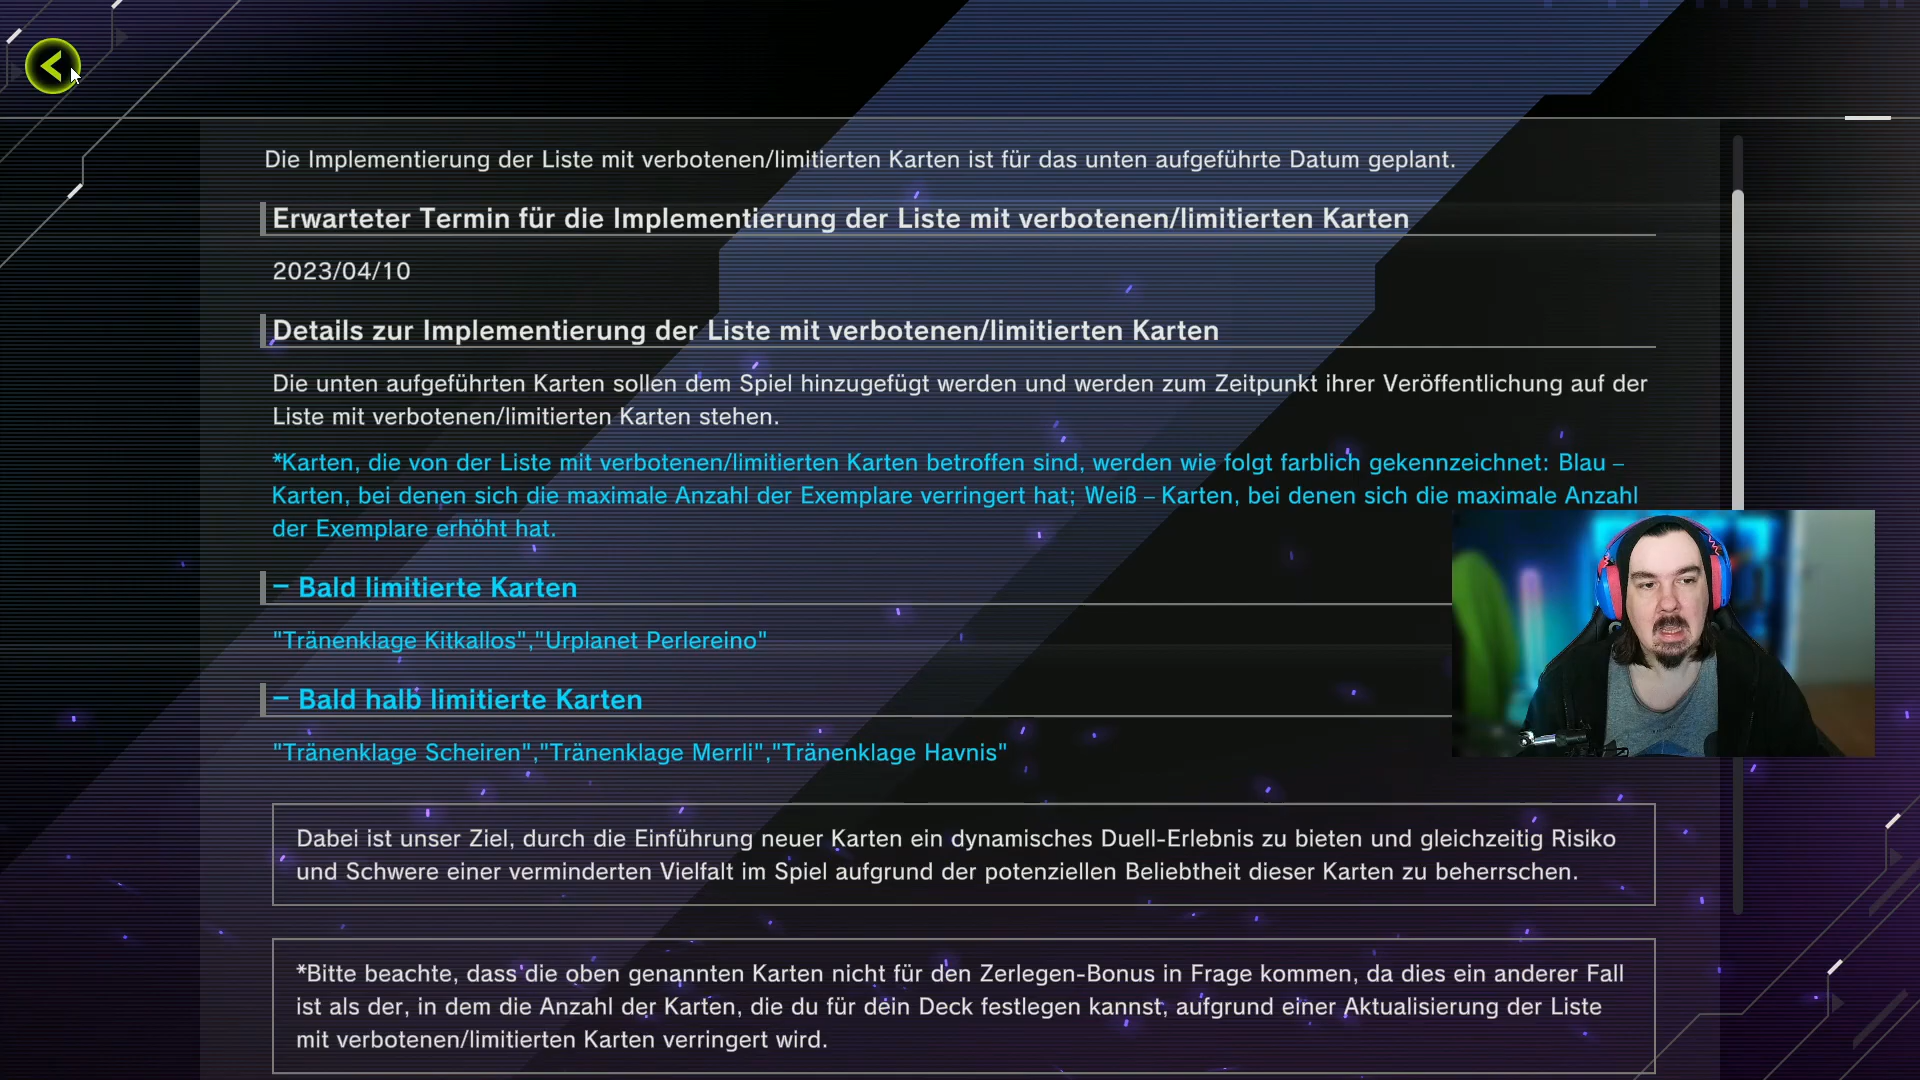 Die Implementierung der Liste mit verbotenen/limitierten Karten ist für das unten aufgeführte Datum geplant.
Erwarteter Termin für die Implementierung der Liste mit verbotenen/limitierten Karten
2023/04/10
Details zur Implementierung der Liste mit verbotenen/limitierten Karten
Die unten aufgeführten Karten sollen dem Spiel hinzugefügt werden und werden zum Zeitpunkt ihrer Veröffentlichung auf der
Liste mit verbotenen/limitierten Karten stehen.
*Karten, die von der Liste mit verbotenen/limitierten Karten betroffen sind, werden wie folgt farblich gekennzeichnet: Blau –
Karten, bei denen sich die maximale Anzahl der Exemplare verringert hat; Weiß – Karten, bei denen sich die maximale Anzahl
der Exemplare erhöht hat.
– Bald limitierte Karten
"Tränenklage Kitkallos","Urplanet Perlereino"
– Bald halb limitierte Karten
"Tränenklage Scheiren","Tränenklage Merrli","Tränenklage Havnis"
Dabei ist unser Ziel, durch die Einführung neuer Karten ein dynamisches Duell-Erlebnis zu bieten und gleichzeitig Risiko
und Schwere einer verminderten Vielfalt im Spiel aufgrund der potenziellen Beliebtheit dieser Karten zu beherrschen.
*Bitte beachte, dass die oben genannten Karten nicht für den Zerlegen-Bonus in Frage kommen, da dies ein anderer Fall
ist als der, in dem die Anzahl der Karten, die du für dein Deck festlegen kannst, aufgrund einer Aktualisierung der Liste
mit verbotenen/limitierten Karten verringert wird.